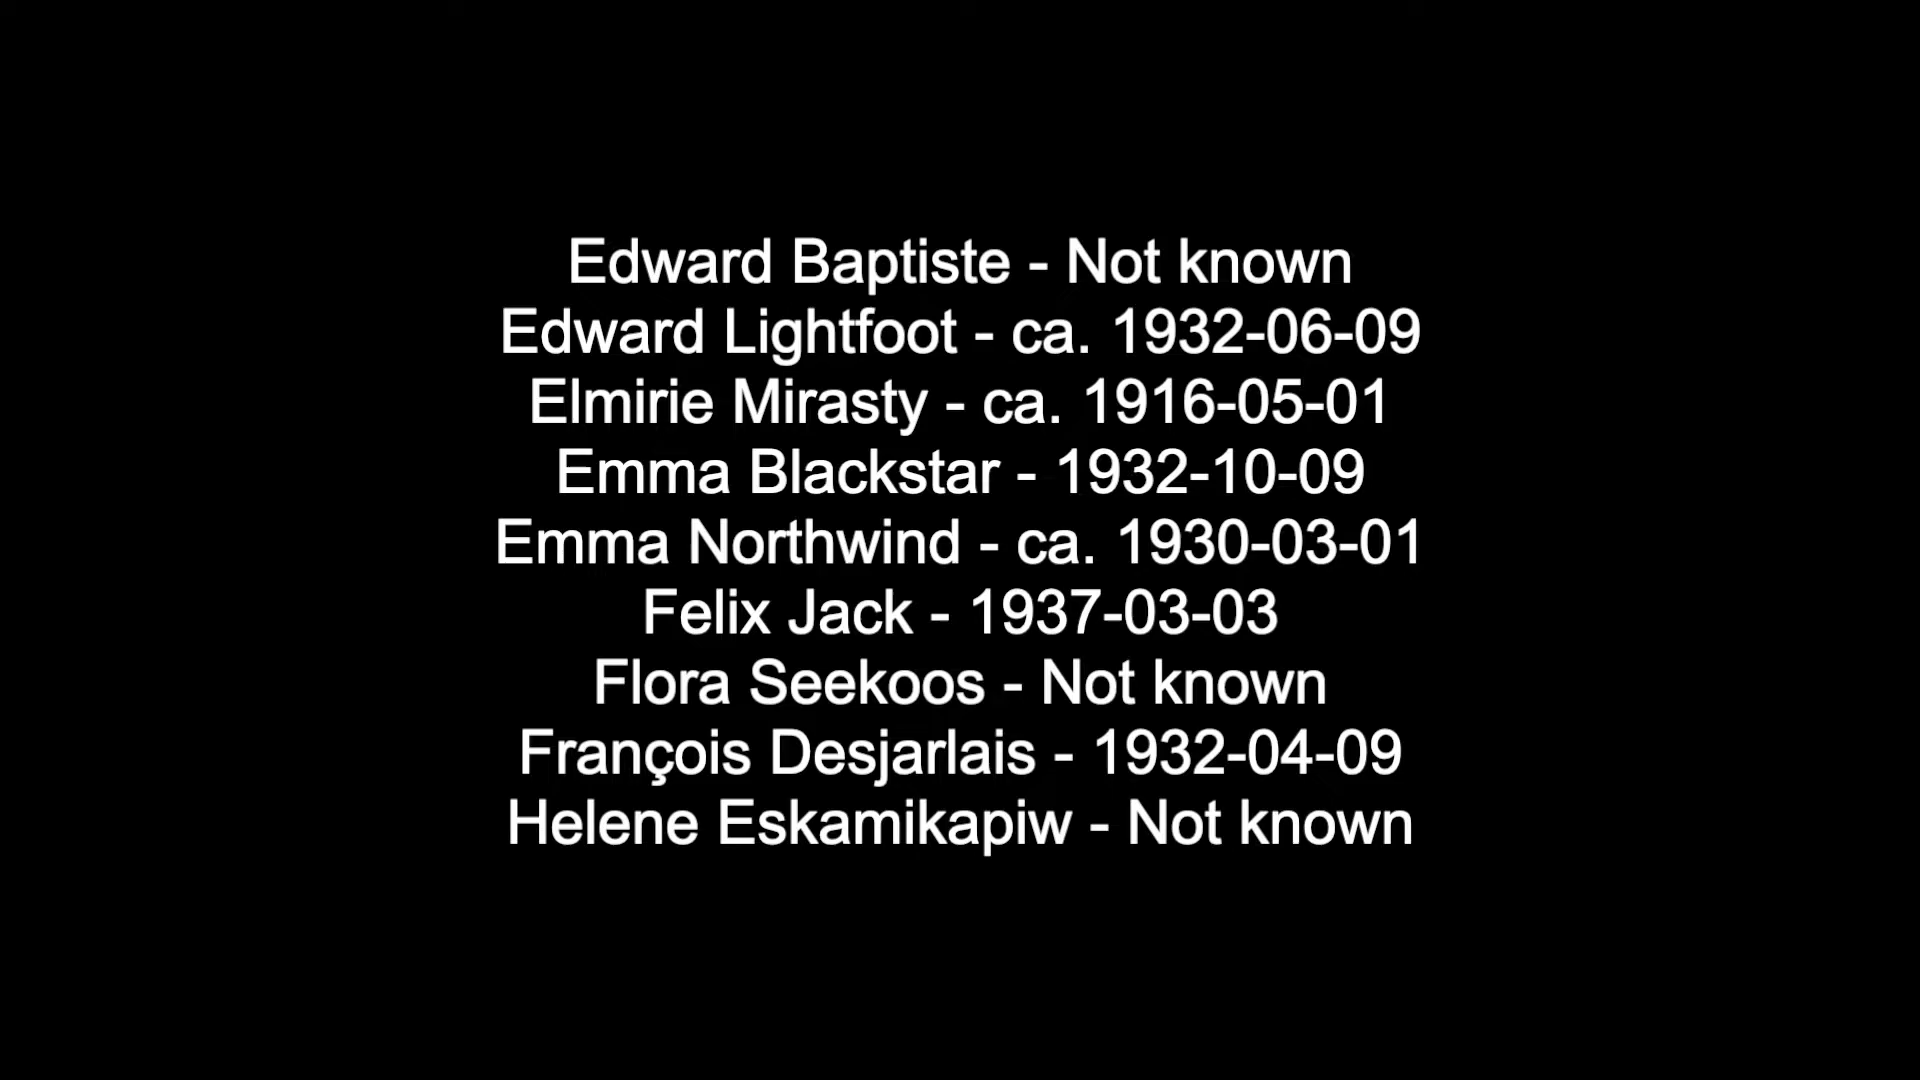 Edward Baptiste - Not known
Edward Lightfoot - ca. 1932-06-09
Elmirie Mirasty - ca. 1916-05-01
Emma Blackstar - 1932-10-09
Emma Northwind - ca. 1930-03-01
Felix Jack - 1937-03-03
Flora Seekoos - Not known
François Desjarlais - 1932-04-09
Helene Eskamikapiw - Not known